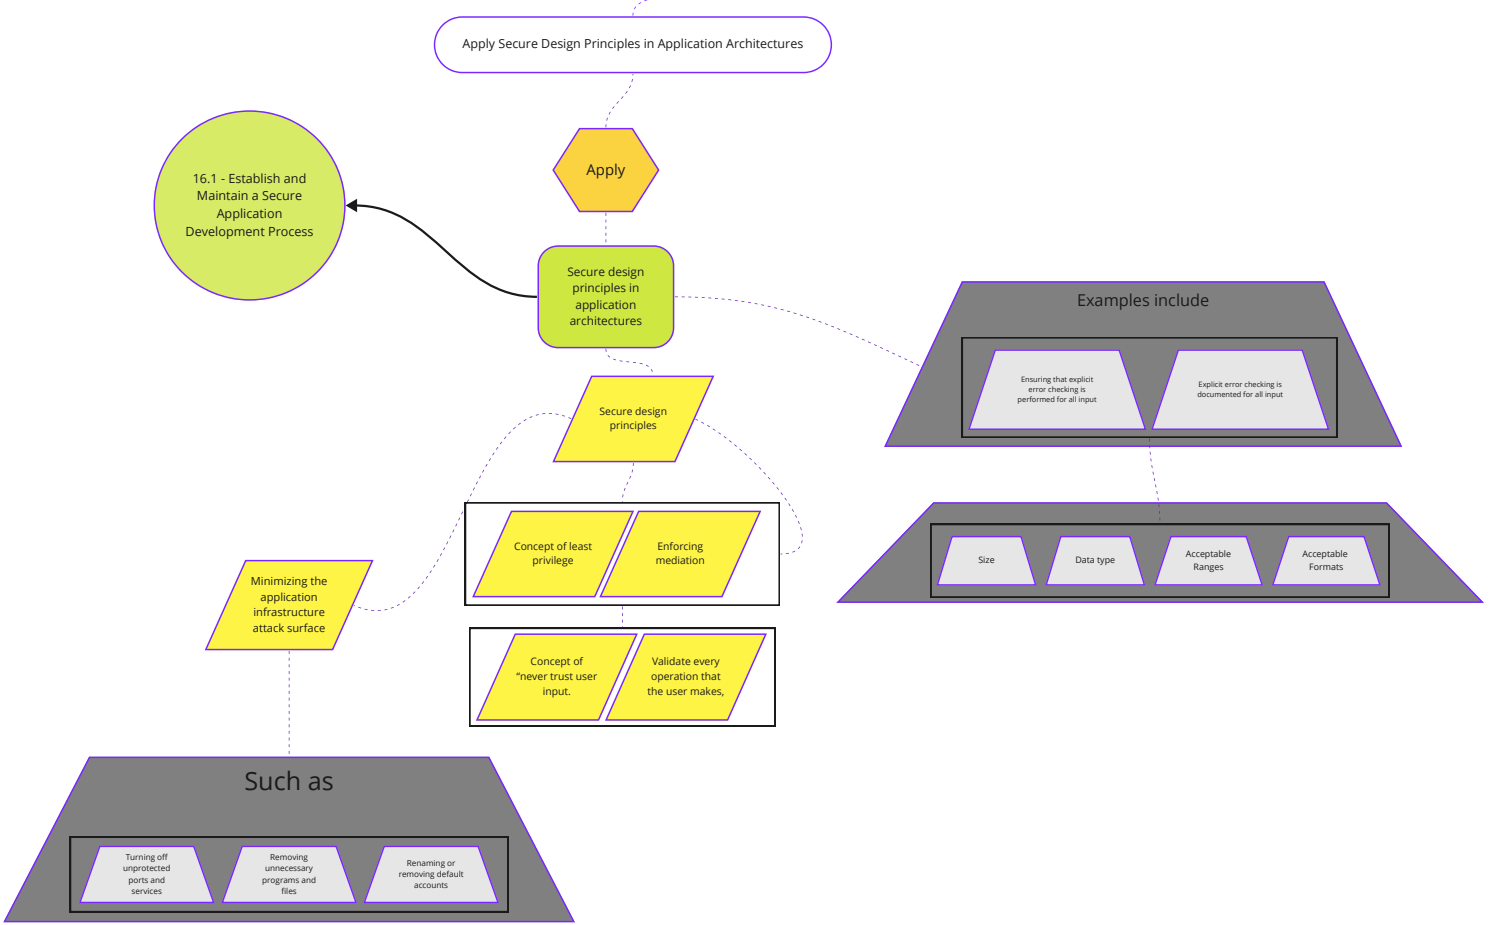 Apply Secure Design Principles in Application Architectures
Apply
16.1 - Establish and
Maintain a Secure
Application
Development Process
Secure design
principles in
application
architectures
Examples include
Ensuring that explicit
error checking is
performed for all input
Explicit error checking is
documented for all input
Secure design
principles
Concept of least
privilege
Enforcing
mediation
Size
Data type
Acceptable
Ranges
Acceptable
Formats
Minimizing the
application
infrastructure
attack surface
Concept of
“never trust user
input.
Validate every
operation that
the user makes,
Such as
Turning off
unprotected
ports and
services
Removing
unnecessary
programs and
files
Renaming or
removing default
accounts